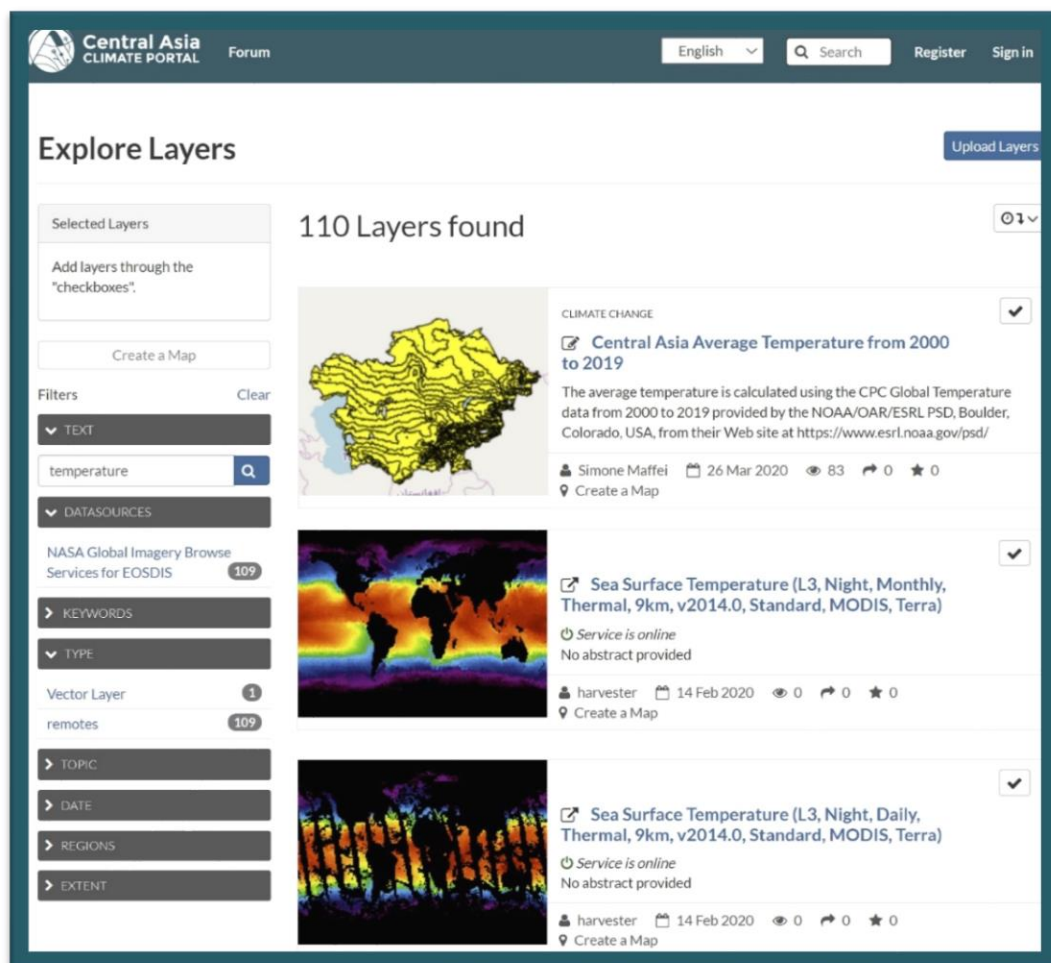 Central Asia
CLIMATE PORTAL
Forum
English
Search
Register
Sign in
Explore Layers
Upload Layers
Selected Layers
Add layers through the
"checkboxes".
Create a Map
Filters
Clear
TEXT
temperature
DATASOURCES
NASA Global Imagery Browse
Services for EOSDIS 109
KEYWORDS
TYPE
Vector Layer 1
remotes 109
TOPIC
DATE
REGIONS
EXTENT
110 Layers found
CLIMATE CHANGE
Central Asia Average Temperature from 2000
to 2019
The average temperature is calculated using the CPC Global Temperature
data from 2000 to 2019 provided by the NOAA/OAR/ESRL PSD, Boulder,
Colorado, USA, from their Web site at https://www.esrl.noaa.gov/psd/
Simone Maffei 26 Mar 2020 83 0 0
Create a Map
Sea Surface Temperature (L3, Night, Monthly,
Thermal, 9km, v2014.0, Standard, MODIS, Terra)
Service is online
No abstract provided
harvester 14 Feb 2020 0 0 0
Create a Map
Sea Surface Temperature (L3, Night, Daily,
Thermal, 9km, v2014.0, Standard, MODIS, Terra)
Service is online
No abstract provided
harvester 14 Feb 2020 0 0 0
Create a Map